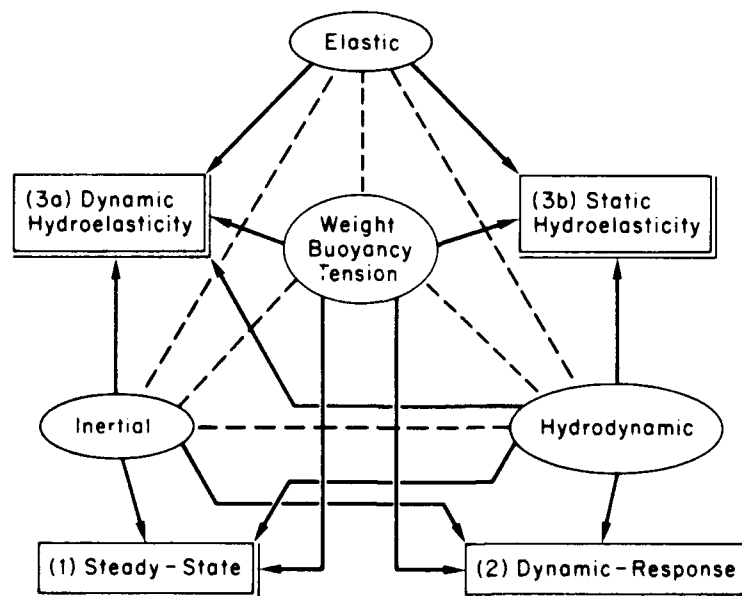 Elastic
(3a) Dynamic
Hydroelasticity
Weight
Buoyancy
Tension
(3b) Static
Hydroelasticity
Inertial
Hydrodynamic
(1) Steady-State
(2) Dynamic-Response